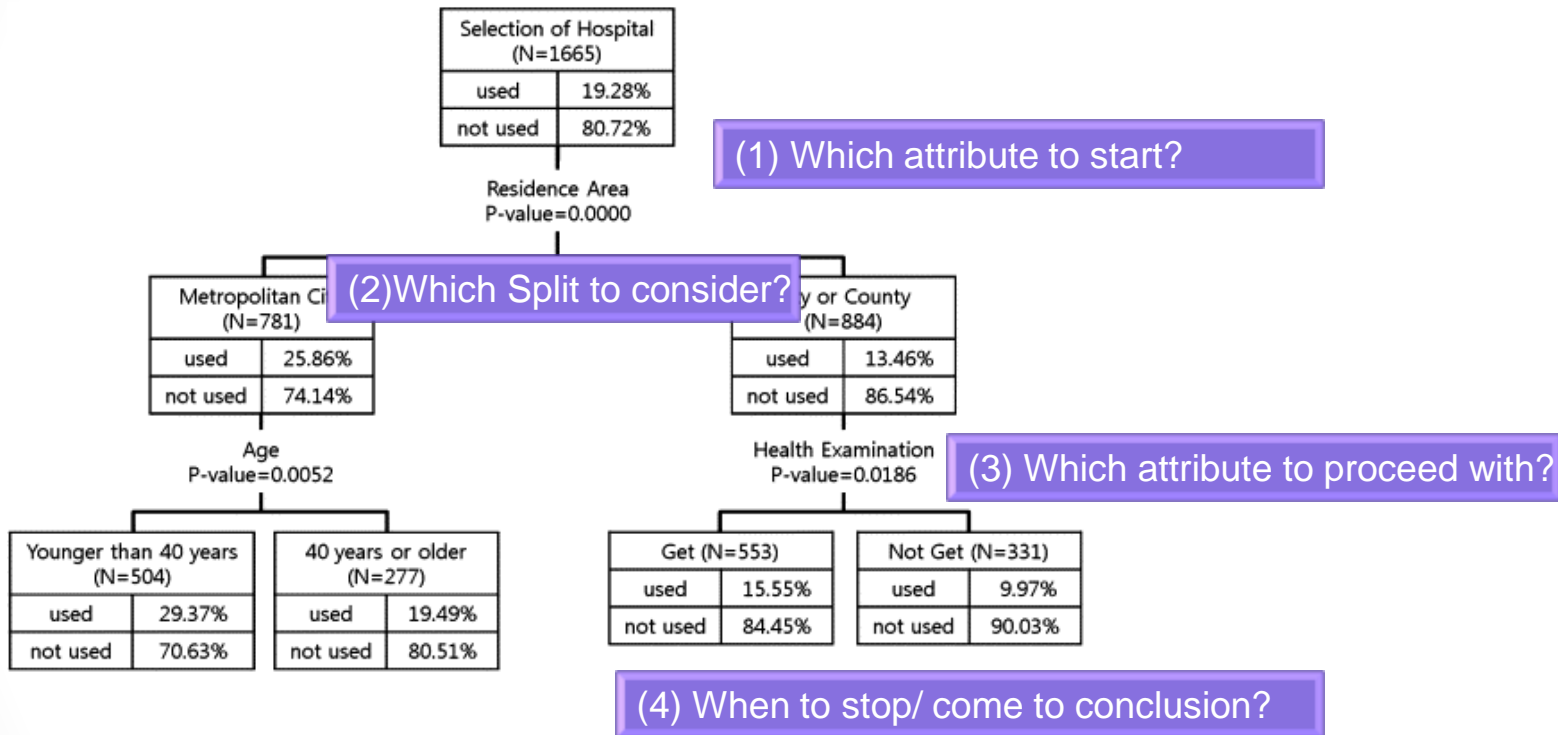 Selection of Hospital
(N=1665)
used 19.28%
not used 80.72%
(1) Which attribute to start?
Residence Area
P-value=0.0000
(2)Which Split to consider?
Metropolitan
(N=781)
used 25.86%
not used 74.14%
or County
(N=884)
used 13.46%
not used 86.54%
Age
P-value=0.0052
Health Examination
P-value=0.0186
(3) Which attribute to proceed with?
Younger than 40 years
(N=504)
used 29.37%
not used 70.63%
40 years or older
(N=277)
used 19.49%
not used 80.51%
Get (N=553)
used 15.55%
not used 84.45%
Not Get (N=331)
used 9.97%
not used 90.03%
(4) When to stop/ come to conclusion?